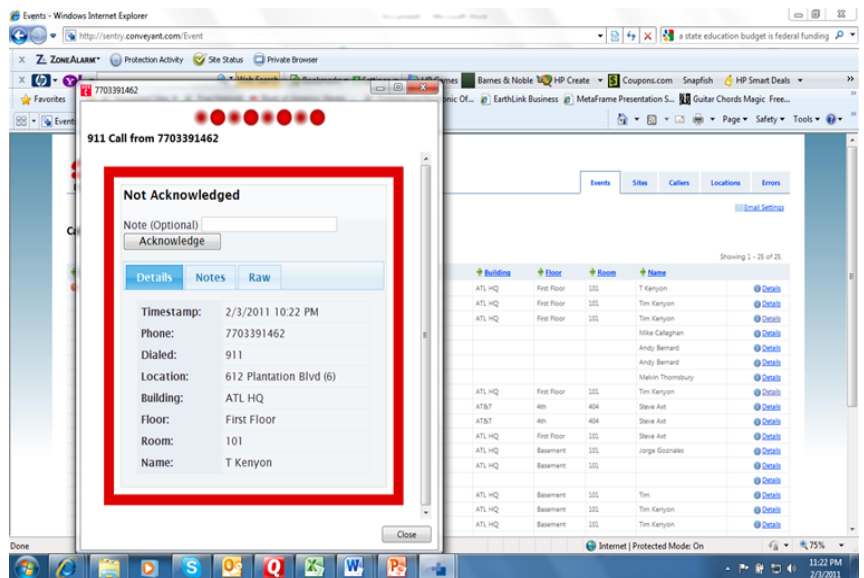 Events - Windows Internet Explorer
http://sentry.conveyant.com/Event
a state education budget is federal funding
x ZONEALARM Protection Activity Site Status Private Browser
Games Barnes & Noble HP Create Coupons.com Snapfish HP Smart Deals »
Favorites
onic Of... EarthLink Business MetaFrame Presentation S... Guitar Chords Magic Free...
Page Safety Tools
7703391462
911 Call from 7703391462
Not Acknowledged
Note (Optional)
Acknowledge
Details Notes Raw
Timestamp: 2/3/2011 10:22 PM
Phone: 7703391462
Dialed: 911
Location: 612 Plantation Blvd (6)
Building: ATL HQ
Floor: First Floor
Room: 101
Name: T Kenyon
Close
Events Sites Callers Locations Errors
Email Settings
Showing 1 - 25 of 25.
Building Floor Room Name
ATL HQ First Floor 101 T Kenyon Details
ATL HQ First Floor 101 Tim Kenyon Details
ATL HQ First Floor 101 Tim Kenyon Details
Mike Callaghan Details
Andy Bernard Details
Andy Bernard Details
Melvin Thornsbury Details
ATL HQ First Floor 101 Tim Kenyon Details
AT&T 4th 404 Steve Axt Details
AT&T 4th 404 Steve Axt Details
ATL HQ First Floor 101 Steve Axt Details
ATL HQ Basement 101 Jorge Goznales Details
ATL HQ Basement 101 Details
Details
ATL HQ Basement 101 Tim Details
ATL HQ Basement 101 Tim Kenyon Details
ATL HQ Basement 101 Tim Kenyon Details
Done
Internet | Protected Mode: On
75%
11:22 PM
2/3/2011